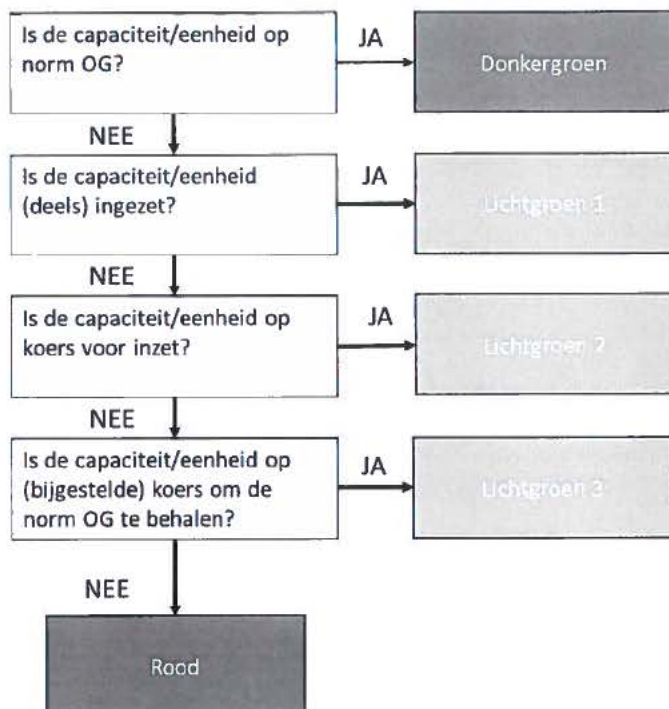 Is de capaciteit/eenheid op
norm OG?
JA
Donkergroen
NEE
Is de capaciteit/eenheid
(deels) ingezet?
JA
Lichtgroen 1
NEE
Is de capaciteit/eenheid op
koers voor inzet?
JA
Lichtgroen 2
NEE
Is de capaciteit/eenheid op
(bijgestelde) koers om de
norm OG te behalen?
JA
Lichtgroen 3
NEE
Rood